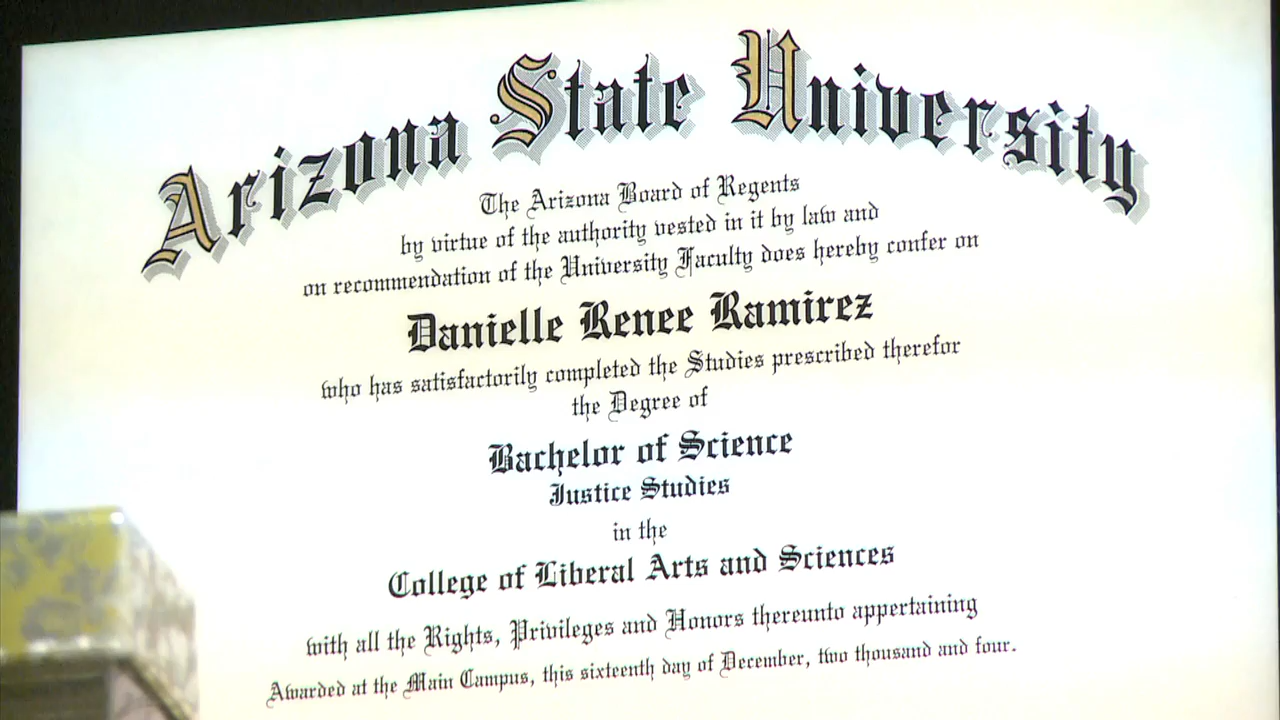 Arizona State University
The Arizona Board of Regents
by virtue of the authority vested in it by law and
on recommendation of the University Faculty does hereby confer on
Danielle Renee Ramirez
who has satisfactorily completed the Studies prescribed therefor
the Degree of
Bachelor of Science
Justice Studies
in the
College of Liberal Arts and Sciences
with all the Rights, Privileges and Honors thereunto appertaining
Awarded at the Main Campus, this sixteenth day of December, two thousand and four.